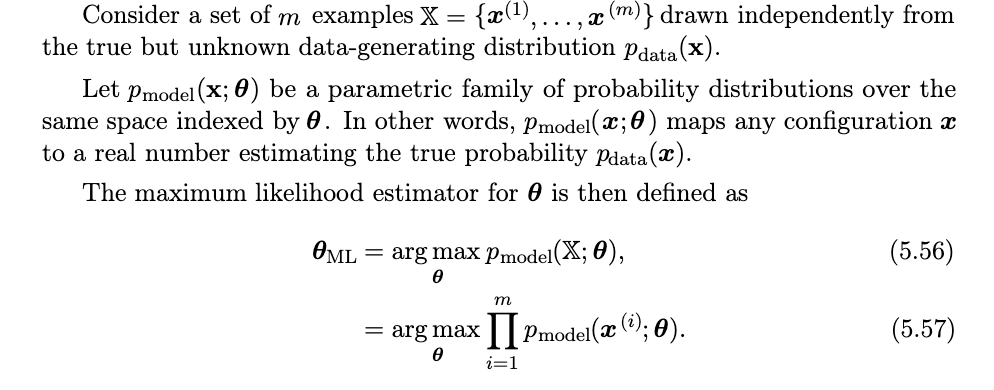 Consider a set of m examples 𝕏 = {x⁽¹⁾, . . . , x⁽ᵐ⁾} drawn independently from
the true but unknown data-generating distribution p_data(x).
Let p_model(x; θ) be a parametric family of probability distributions over the
same space indexed by θ. In other words, p_model(x; θ) maps any configuration x
to a real number estimating the true probability p_data(x).
The maximum likelihood estimator for θ is then defined as
θ_ML = arg max_θ p_model(𝕏; θ), (5.56)
= arg max_θ ∏_{i=1}^{m} p_model(x⁽ⁱ⁾; θ). (5.57)